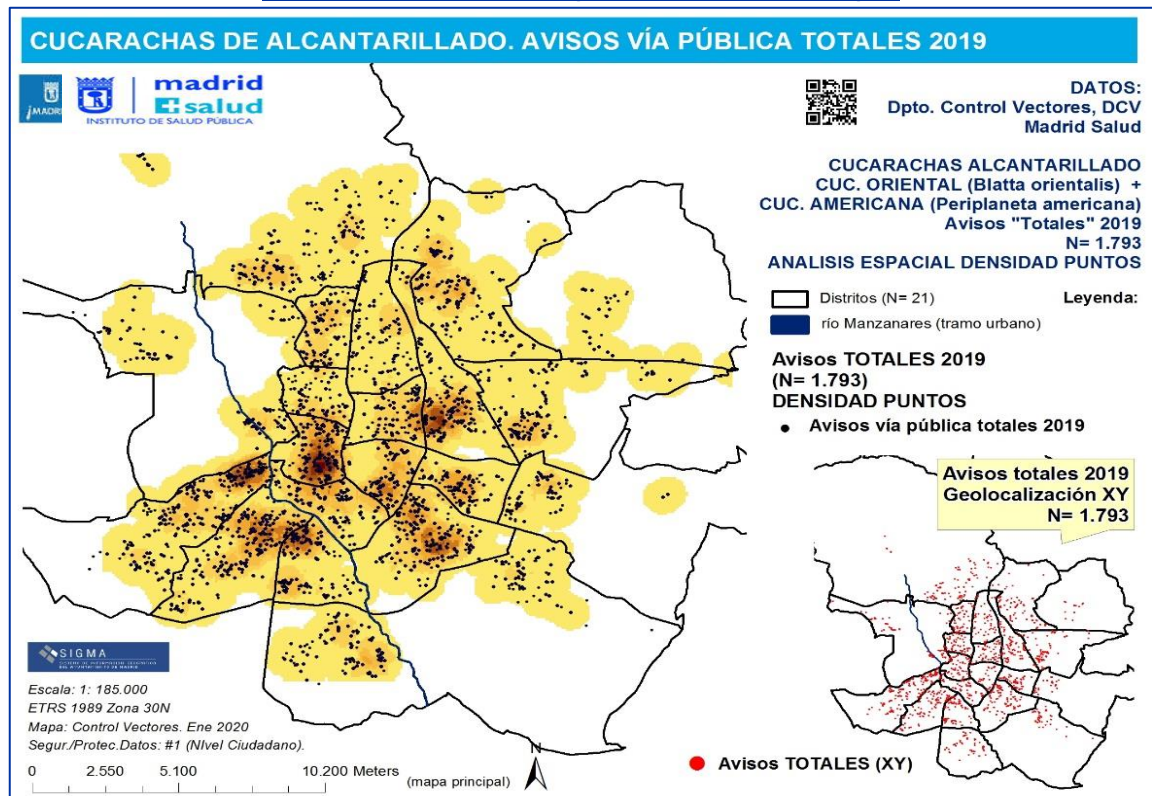 CUCARACHAS DE ALCANTARILLADO. AVISOS VÍA PÚBLICA TOTALES 2019
¡MADRI
madrid
salud
INSTITUTO DE SALUD PÚBLICA
DATOS:
Dpto. Control Vectores, DCV
Madrid Salud
CUCARACHAS ALCANTARILLADO
CUC. ORIENTAL (Blatta orientalis) +
CUC. AMERICANA (Periplaneta americana)
Avisos "Totales" 2019
N= 1.793
ANALISIS ESPACIAL DENSIDAD PUNTOS
Distritos (N= 21)
Leyenda:
río Manzanares (tramo urbano)
Avisos TOTALES 2019
(N= 1.793)
DENSIDAD PUNTOS
Avisos vía pública totales 2019
Avisos totales 2019
Geolocalización XY
N= 1.793
Avisos TOTALES (XY)
SIGMA
Escala: 1: 185.000
ETRS 1989 Zona 30N
Mapa: Control Vectores. Ene 2020
Segur./Protec.Datos: #1 (NIvel Ciudadano).
0 2.550 5.100 10.200 Meters
(mapa principal)
N